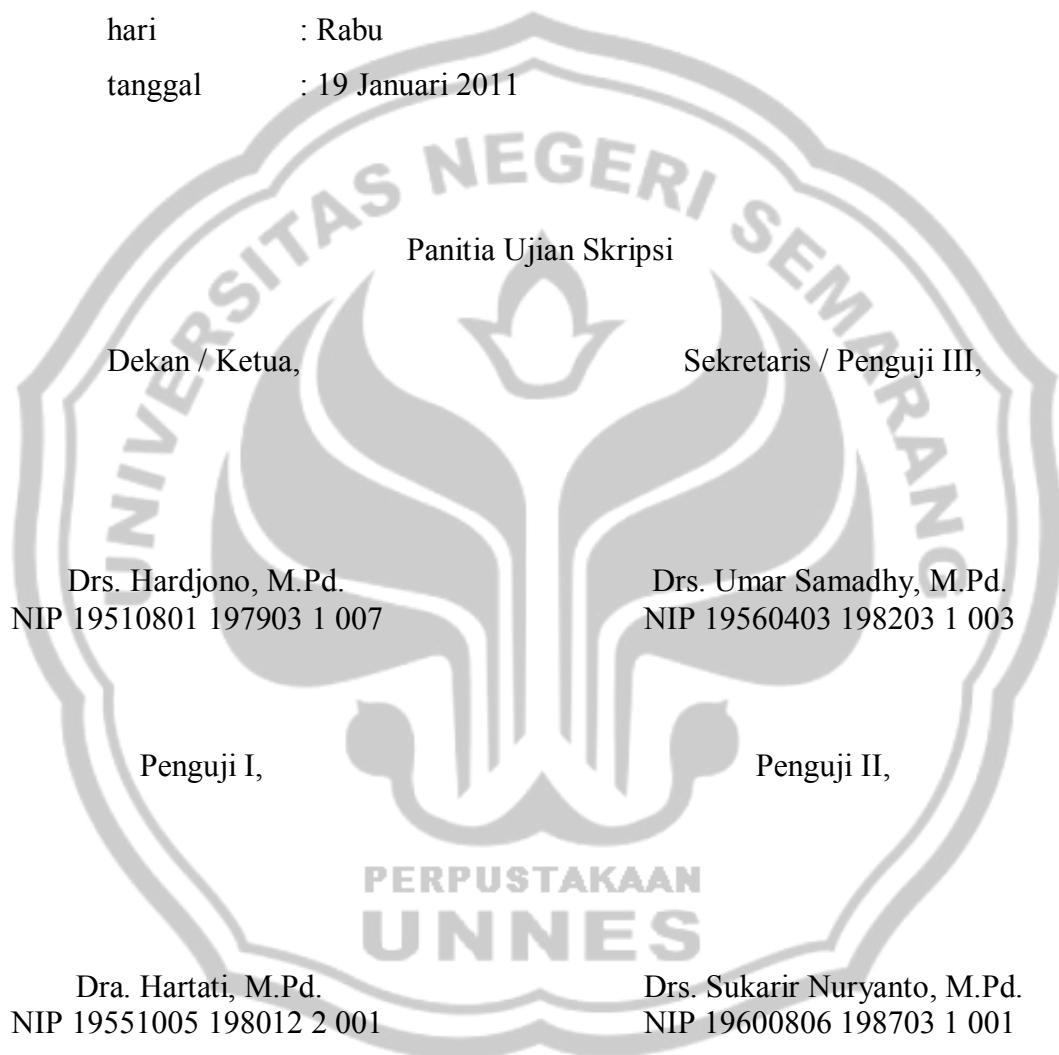 hari : Rabu
tanggal : 19 Januari 2011
UNIVERSITAS NEGERI SEMARANG
Panitia Ujian Skripsi
Dekan / Ketua, Sekretaris / Penguji III,
Drs. Hardjono, M.Pd. Drs. Umar Samadhy, M.Pd.
NIP 19510801 197903 1 007 NIP 19560403 198203 1 003
Penguji I, Penguji II,
PERPUSTAKAAN
UNNES
Dra. Hartati, M.Pd. Drs. Sukarir Nuryanto, M.Pd.
NIP 19551005 198012 2 001 NIP 19600806 198703 1 001